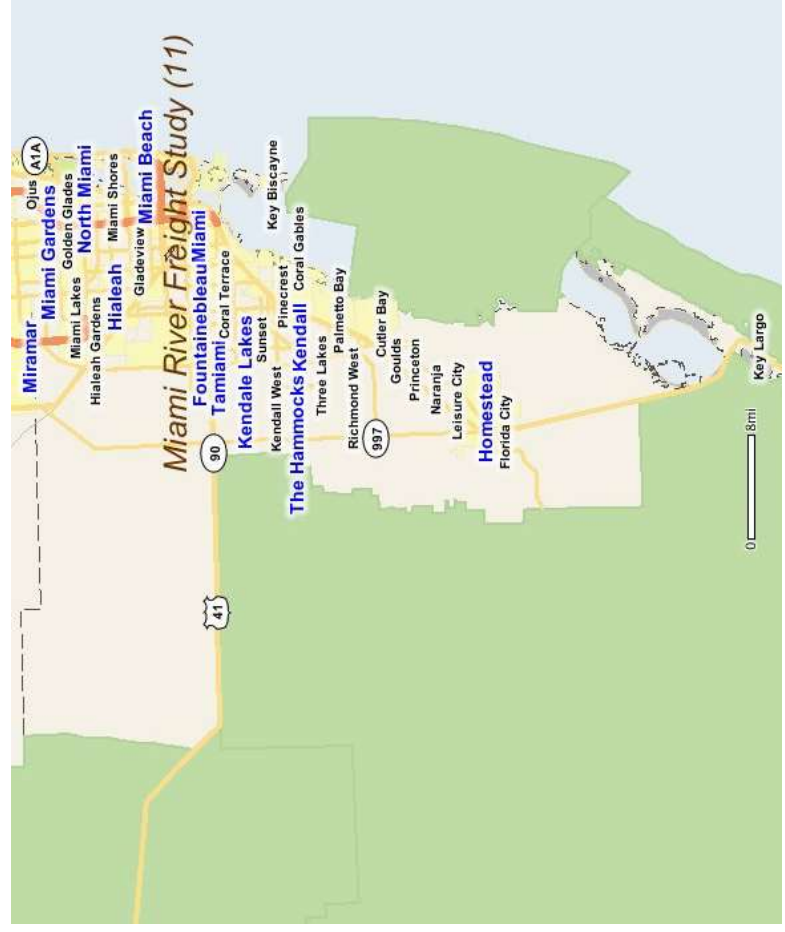 Miramar
Ojus
A1A
Miami Gardens
Golden Glades
Miami Lakes
North Miami
Hialeah Gardens
Hialeah
Miami Shores
Gladeview
Miami Beach
Miami River Freight Study (11)
Fountainebleau
Miami
Tamiami
Coral Terrace
90
41
Kendale Lakes
Sunset
Key Biscayne
Kendall West
Pinecrest
The Hammocks
Kendall
Coral Gables
Three Lakes
Palmetto Bay
Richmond West
997
Cutler Bay
Goulds
Princeton
Naranja
Leisure City
Homestead
Florida City
Key Largo
0
8mi